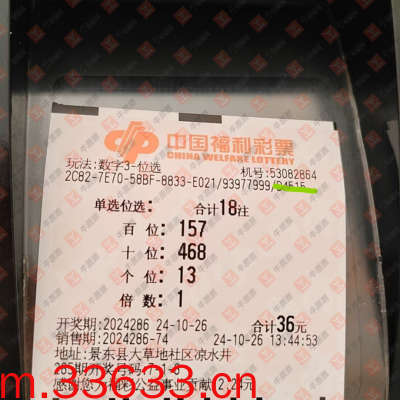 中国福利彩票
CHINA WELFARE LOTTERY
玩法:数字3-位选 机号:53082864
2C82-7E70-58BF-8833-E021/93977999/94515
单选位选: 合计18注
百 位: 157
十 位: 468
个 位: 13
倍 数: 1
开奖期:2024286 24-10-26 合计36元
销售期:2024286-74 24-10-26 13:44:53
地址:景东县大草地社区凉水井
m.33633.cn